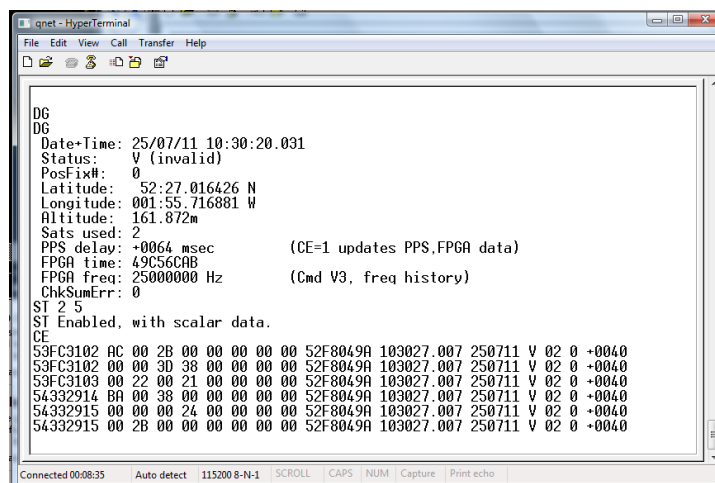 qnet - HyperTerminal
File Edit View Call Transfer Help
DG
DG
Date+Time: 25/07/11 10:30:20.031
Status: V (invalid)
PosFix#: 0
Latitude: 52:27.016426 N
Longitude: 001:55.716881 W
Altitude: 161.872m
Sats used: 2
PPS delay: +0064 msec (CE=1 updates PPS,FPGA data)
FPGA time: 49C56CAB
FPGA freq: 25000000 Hz (Cmd V3, freq history)
ChkSumErr: 0
ST 2 5
ST Enabled, with scalar data.
CE
53FC3102 AC 00 2B 00 00 00 00 00 52F8049A 103027.007 250711 V 02 0 +0040
53FC3102 00 00 3D 38 00 00 00 00 52F8049A 103027.007 250711 V 02 0 +0040
53FC3103 00 22 00 21 00 00 00 00 52F8049A 103027.007 250711 V 02 0 +0040
54332914 BA 00 38 00 00 00 00 00 52F8049A 103027.007 250711 V 02 0 +0040
54332915 00 00 00 24 00 00 00 00 52F8049A 103027.007 250711 V 02 0 +0040
54332915 00 2B 00 00 00 00 00 00 52F8049A 103027.007 250711 V 02 0 +0040
Connected 00:08:35 Auto detect 115200 8-N-1 SCROLL CAPS NUM Capture Print echo